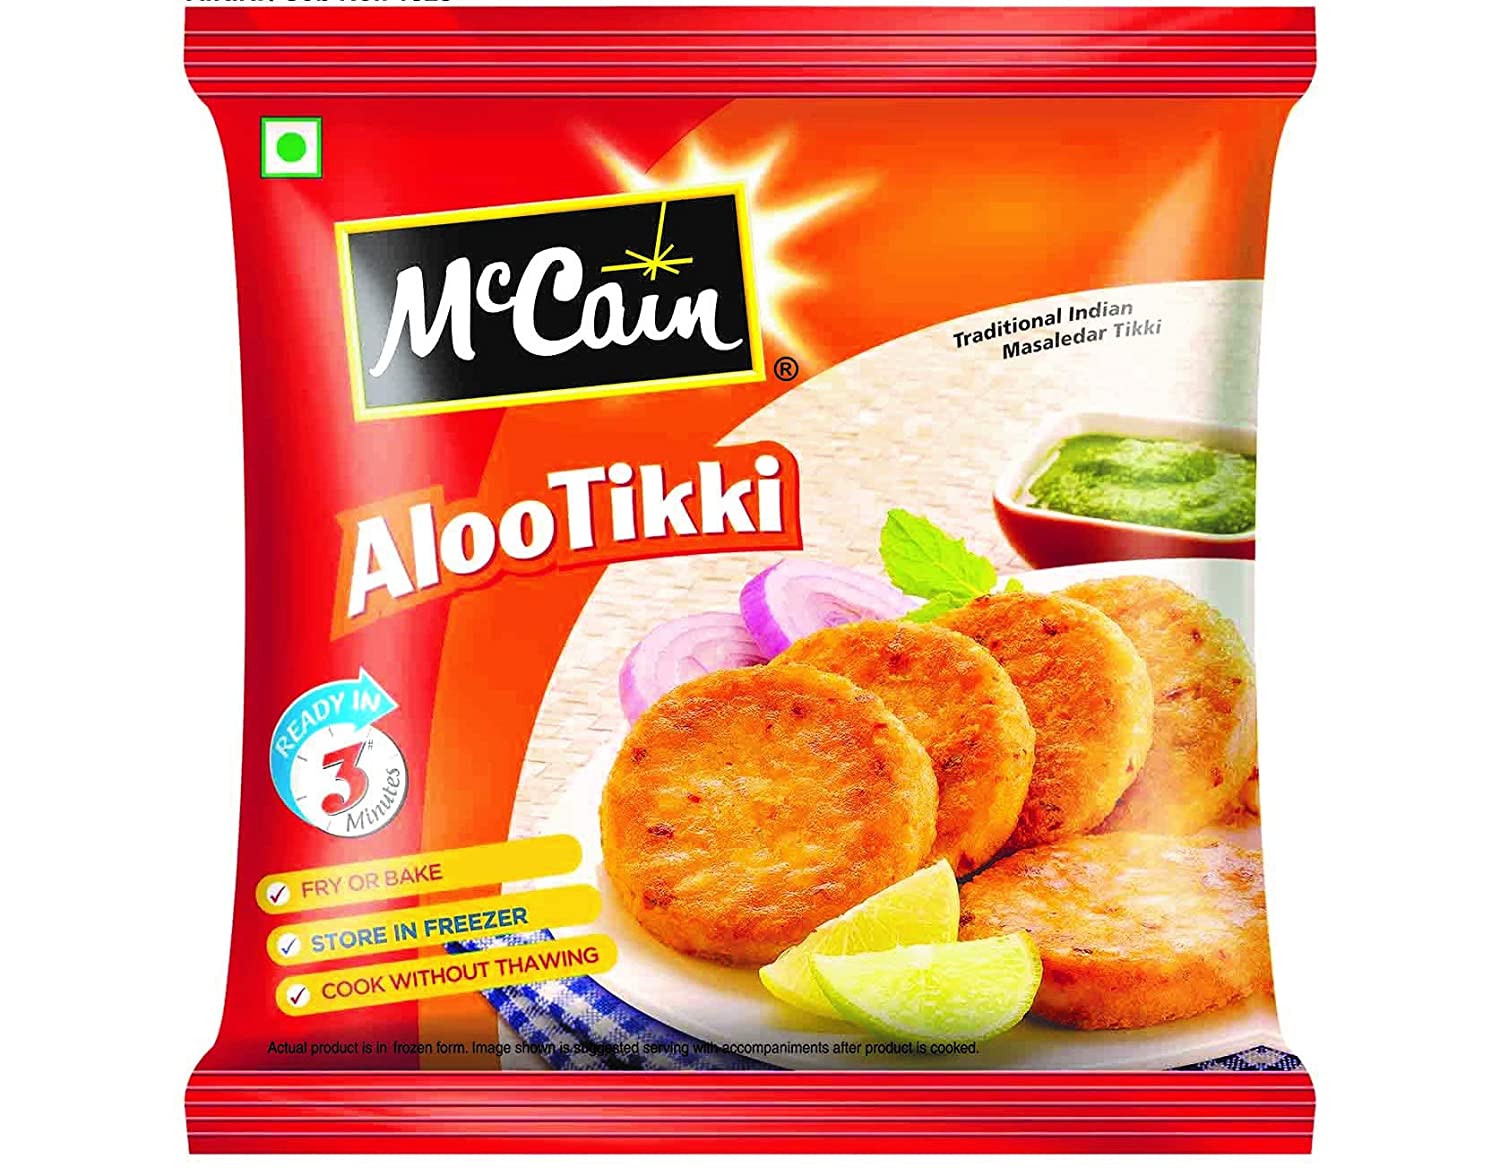 McCain
®
Traditional Indian
Masaledar Tikki
AlooTikki
READY IN
3#
Minutes
FRY OR BAKE
STORE IN FREEZER
COOK WITHOUT THAWING
Actual product is in frozen form. Image shown is suggested serving with accompaniments after product is cooked.